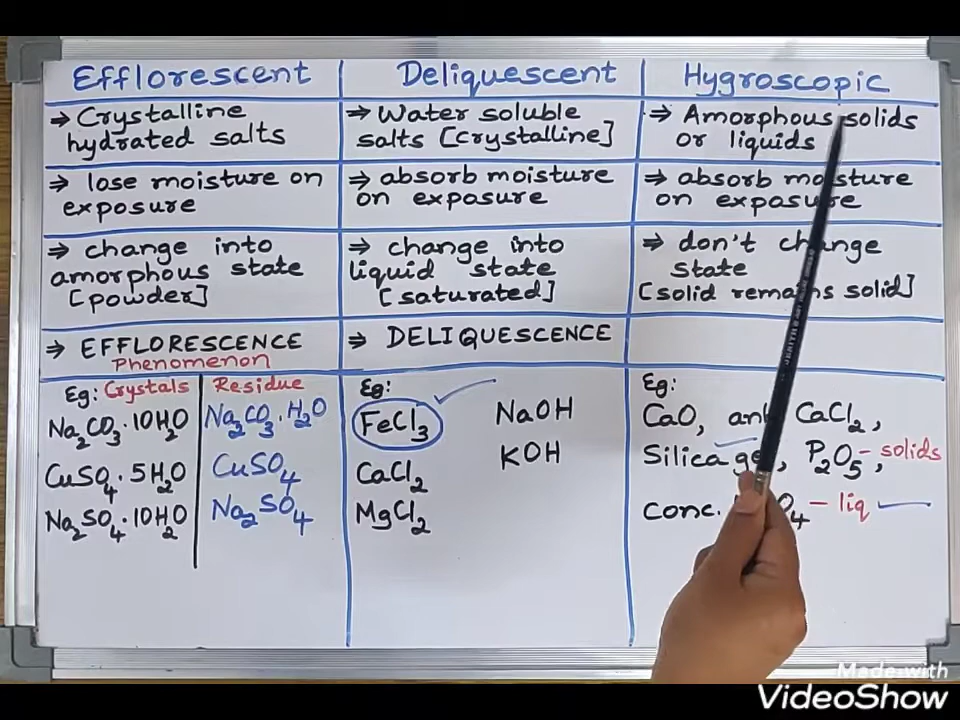 Efflorescent
⇒ Crystalline
hydrated salts
⇒ lose moisture on
exposure
⇒ change into
amorphous state
[powder]
⇒ EFFLORESCENCE
Phenomenon
Eg: Crystals
Residue
Na₂CO₃·10H₂O
Na₂CO₃·H₂O
CuSO₄·5H₂O
CuSO₄
Na₂SO₄·10H₂O
Na₂SO₄
Deliquescent
⇒ Water soluble
salts [crystalline]
⇒ absorb moisture
on exposure
⇒ change into
liquid state
[saturated]
⇒ DELIQUESCENCE
Eg:
FeCl₃
NaOH
CaCl₂
KOH
MgCl₂
Hygroscopic
⇒ Amorphous solids
or liquids
⇒ absorb moisture
on exposure
⇒ don't change
state
[solid remains solid]
Eg:
CaO, CaCl₂,
Silica P₂O₅, - solids
conc. - liq
Made with
VideoShow